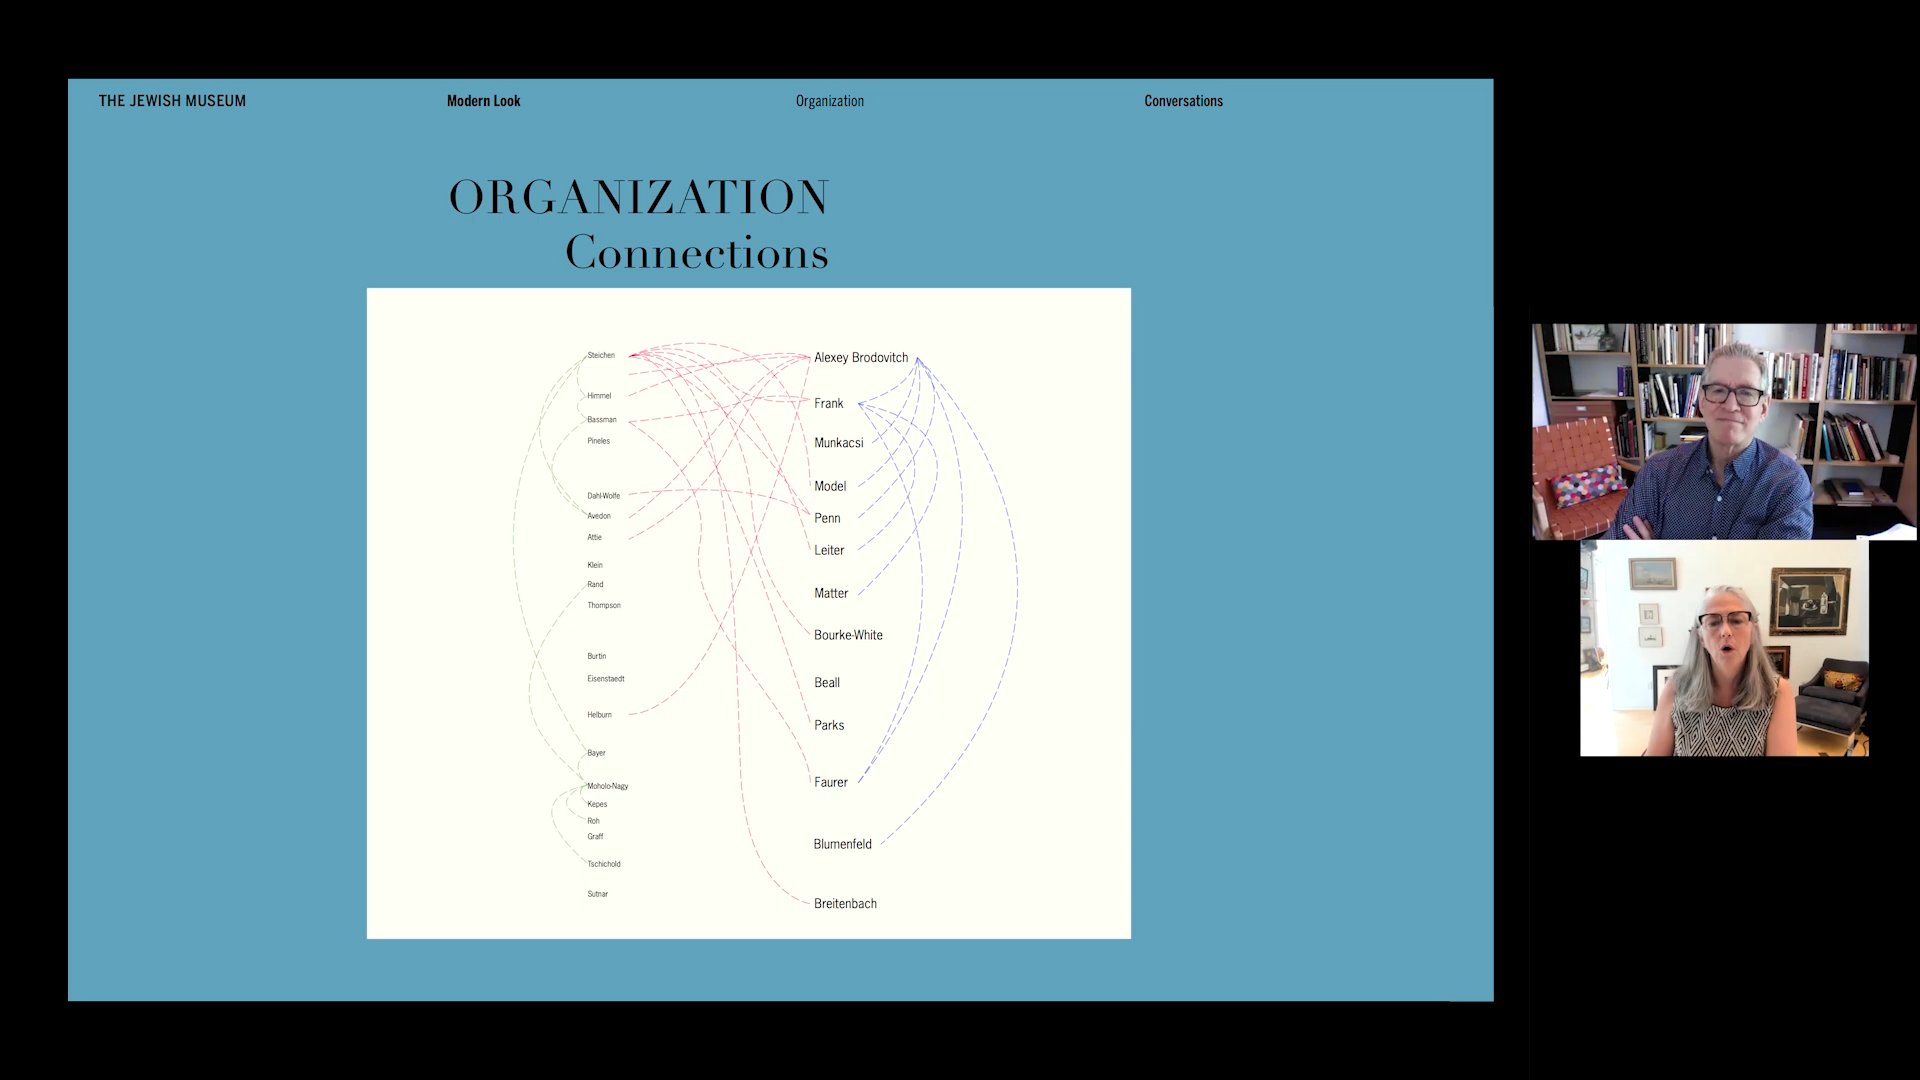 THE JEWISH MUSEUM
Modern Look
Organization
Conversations
ORGANIZATION
Connections
Steichen
Himmel
Bassman
Pineles
Dahl-Wolfe
Avedon
Attie
Klein
Rand
Thompson
Burtin
Eisenstaedt
Helburn
Bayer
Moholo-Nagy
Kepes
Roh
Graff
Tschichold
Sutnar
Alexey Brodovitch
Frank
Munkacsi
Model
Penn
Leiter
Matter
Bourke-White
Beall
Parks
Faurer
Blumenfeld
Breitenbach